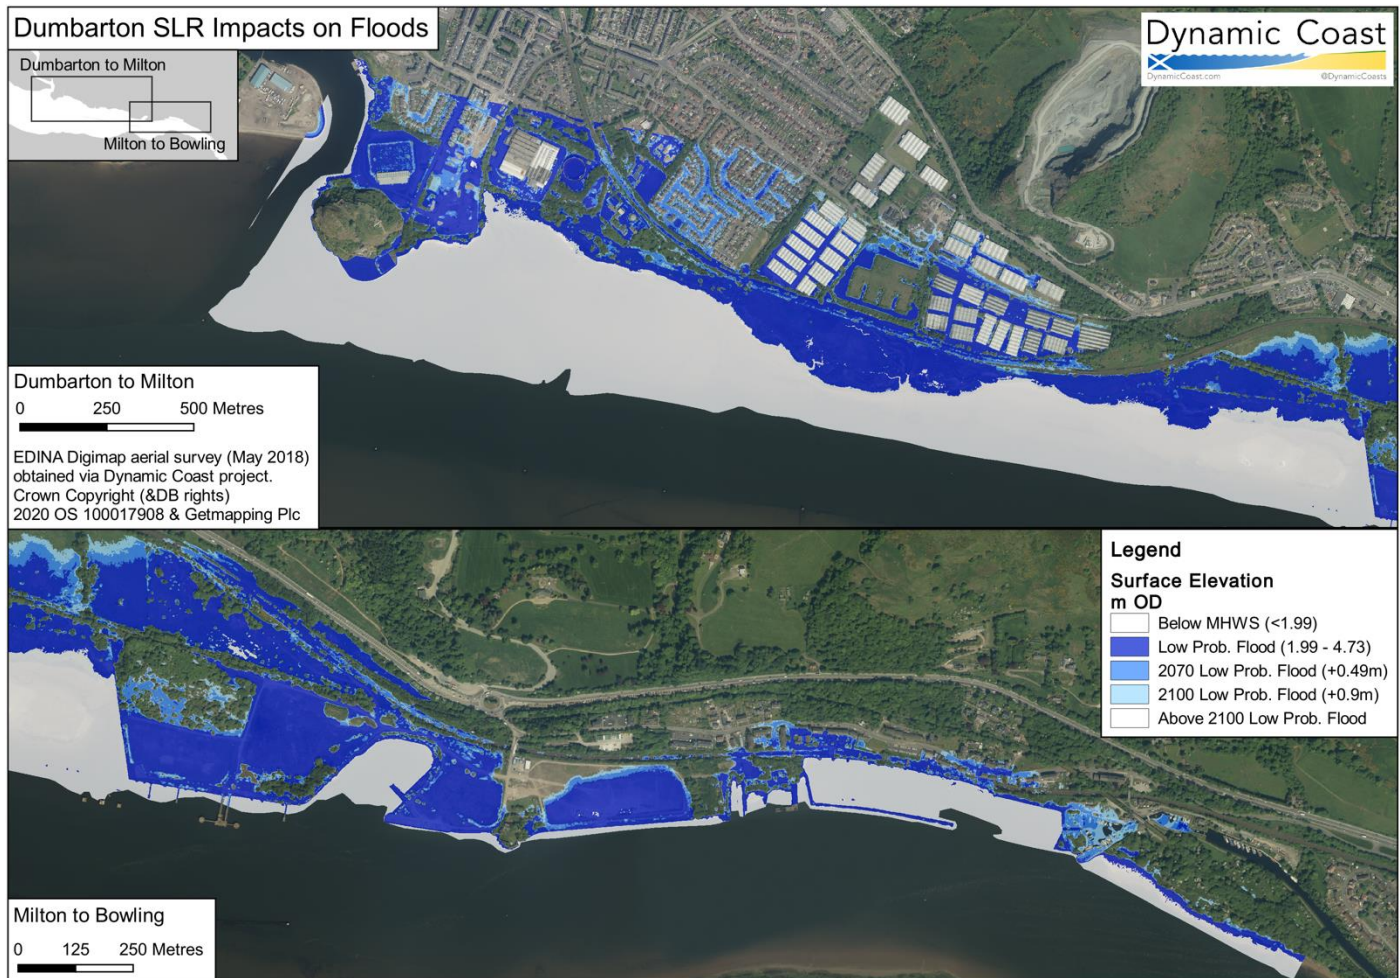 Dumbarton SLR Impacts on Floods
Dumbarton to Milton
Milton to Bowling
Dynamic Coast
DynamicCoast.com
@DynamicCoasts
Dumbarton to Milton
0 250 500 Metres
EDINA Digimap aerial survey (May 2018)
obtained via Dynamic Coast project.
Crown Copyright (&DB rights)
2020 OS 100017908 & Getmapping Plc
Legend
Surface Elevation
m OD
Below MHWS (<1.99)
Low Prob. Flood (1.99 - 4.73)
2070 Low Prob. Flood (+0.49m)
2100 Low Prob. Flood (+0.9m)
Above 2100 Low Prob. Flood
Milton to Bowling
0 125 250 Metres